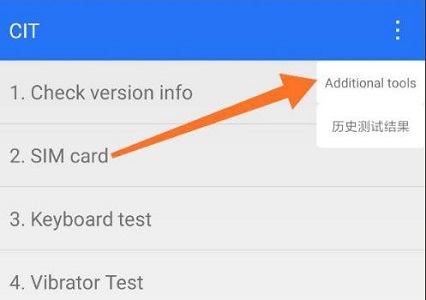 CIT
Additional tools
1. Check version info
历史测试结果
2. SIM card
3. Keyboard test
4. Vibrator Test